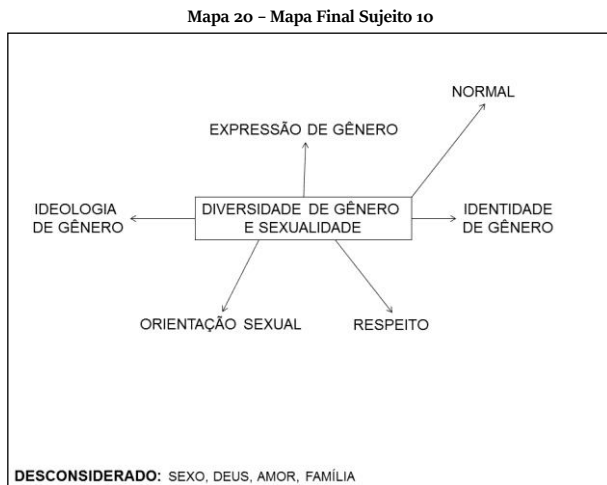 Mapa 20 – Mapa Final Sujeito 10
NORMAL
EXPRESSÃO DE GÊNERO
IDEOLOGIA
DE GÊNERO
DIVERSIDADE DE GÊNERO
E SEXUALIDADE
IDENTIDADE
DE GÊNERO
ORIENTAÇÃO SEXUAL
RESPEITO
DESCONSIDERADO: SEXO, DEUS, AMOR, FAMÍLIA